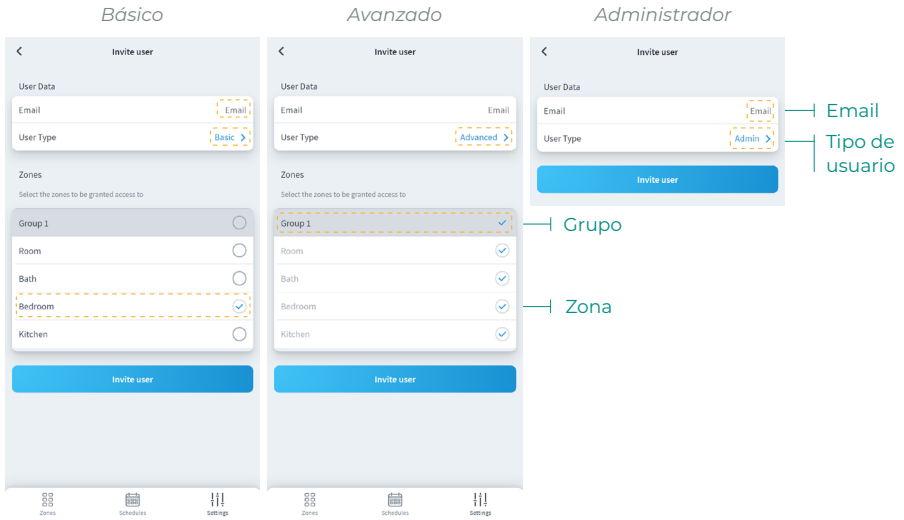 Básico
Invite user
User Data
Email Email
User Type Basic
Zones
Select the zones to be granted access to
Group 1
Room
Bath
Bedroom
Kitchen
Invite user
Zones Schedules Settings
Avanzado
Invite user
User Data
Email Email
User Type Advanced
Zones
Select the zones to be granted access to
Group 1
Room
Bath
Bedroom
Kitchen
Invite user
Zones Schedules Settings
Administrador
Invite user
User Data
Email Email
User Type Admin
Invite user
Email
Tipo de
usuario
Grupo
Zona